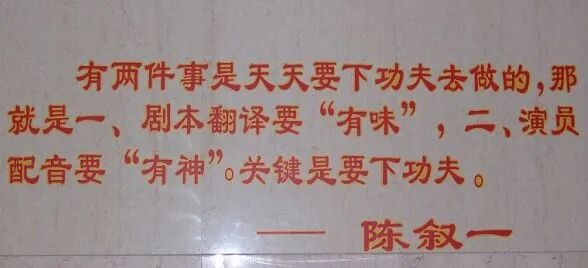 有两件事是天天要下功夫去做的,那
就是一、剧本翻译要“有味”,二、演员
配音要“有神”。关键是要下功夫。
—— 陈叙一